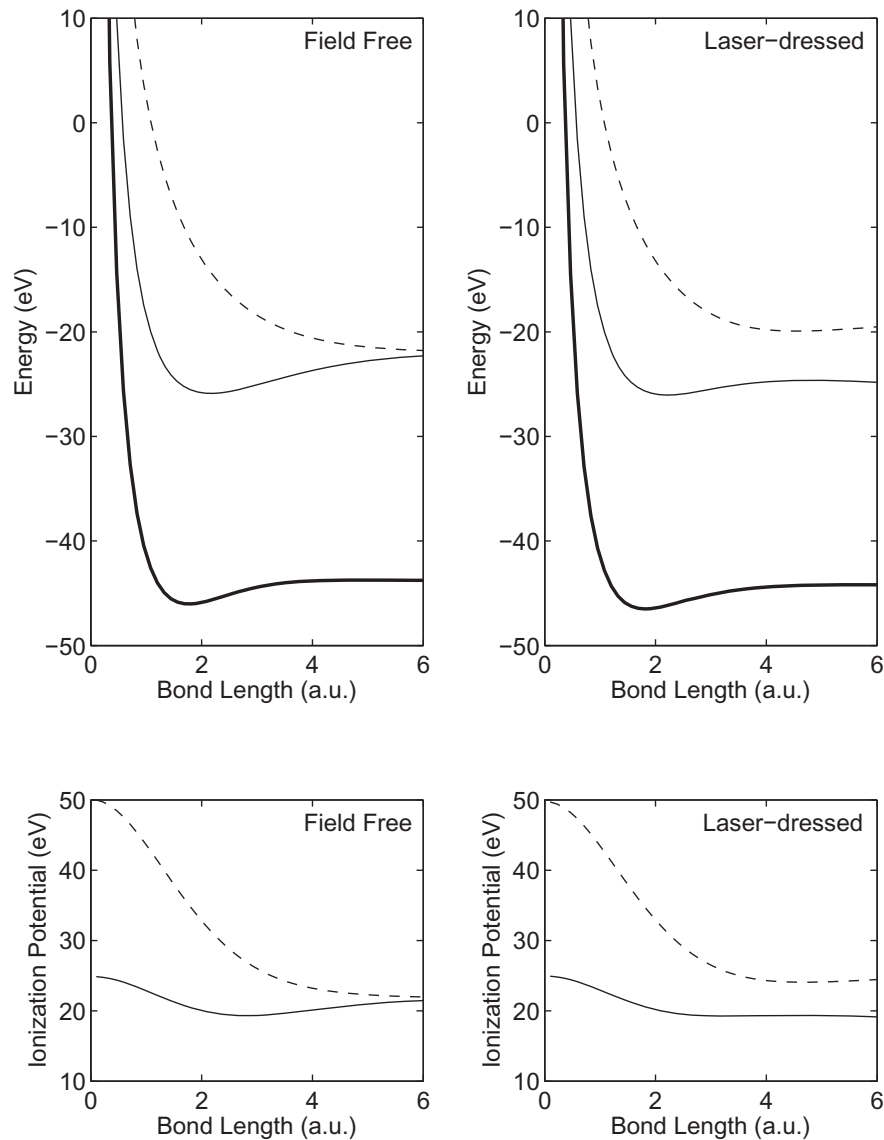 Field Free
10
0
−10
−20
−30
−40
−50
Energy (eV)
0 2 4 6
Bond Length (a.u.)
Laser−dressed
10
0
−10
−20
−30
−40
−50
Energy (eV)
0 2 4 6
Bond Length (a.u.)
Field Free
50
40
30
20
10
Ionization Potential (eV)
0 2 4 6
Bond Length (a.u.)
Laser−dressed
50
40
30
20
10
Ionization Potential (eV)
0 2 4 6
Bond Length (a.u.)